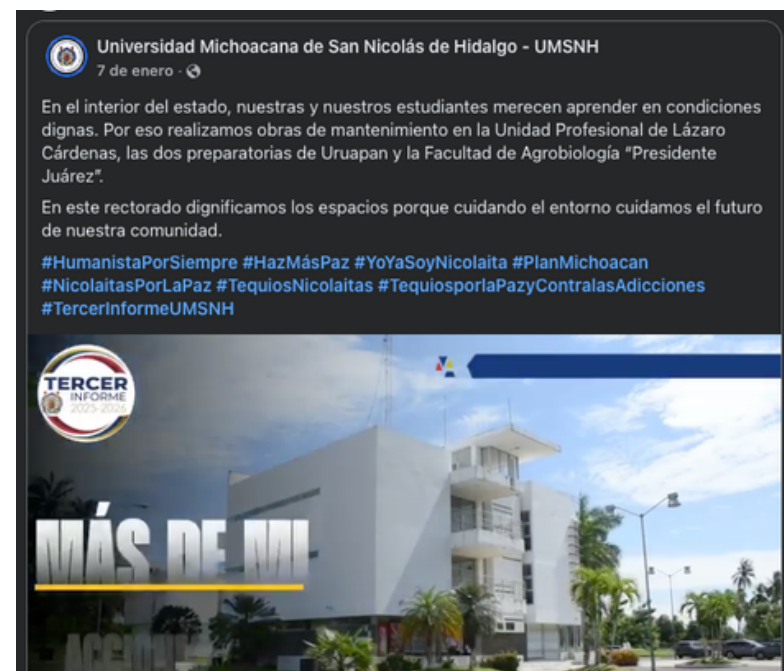 Universidad Michoacana de San Nicolás de Hidalgo - UMSNH
7 de enero ·
En el interior del estado, nuestras y nuestros estudiantes merecen aprender en condiciones
dignas. Por eso realizamos obras de mantenimiento en la Unidad Profesional de Lázaro
Cárdenas, las dos preparatorias de Uruapan y la Facultad de Agrobiología “Presidente
Juárez”.
En este rectorado dignificamos los espacios porque cuidando el entorno cuidamos el futuro
de nuestra comunidad.
#HumanistaPorSiempre #HazMásPaz #YoYaSoyNicolaita #PlanMichoacan
#NicolaitasPorLaPaz #TequiosNicolaitas #TequiosporlaPazyContralasAdicciones
#TercerInformeUMSNH
TERCER
INFORME
2025-2026
MÁS DE MI